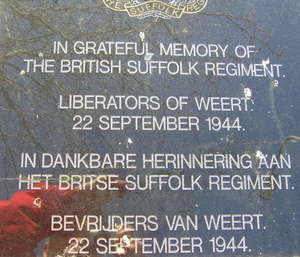 SUFFOLK
IN GRATEFUL MEMORY OF
THE BRITISH SUFFOLK REGIMENT.
LIBERATORS OF WEERT.
22 SEPTEMBER 1944.
IN DANKBARE HERINNERING AAN
HET BRITSE SUFFOLK REGIMENT.
BEVRIJDERS VAN WEERT.
22 SEPTEMBER 1944.